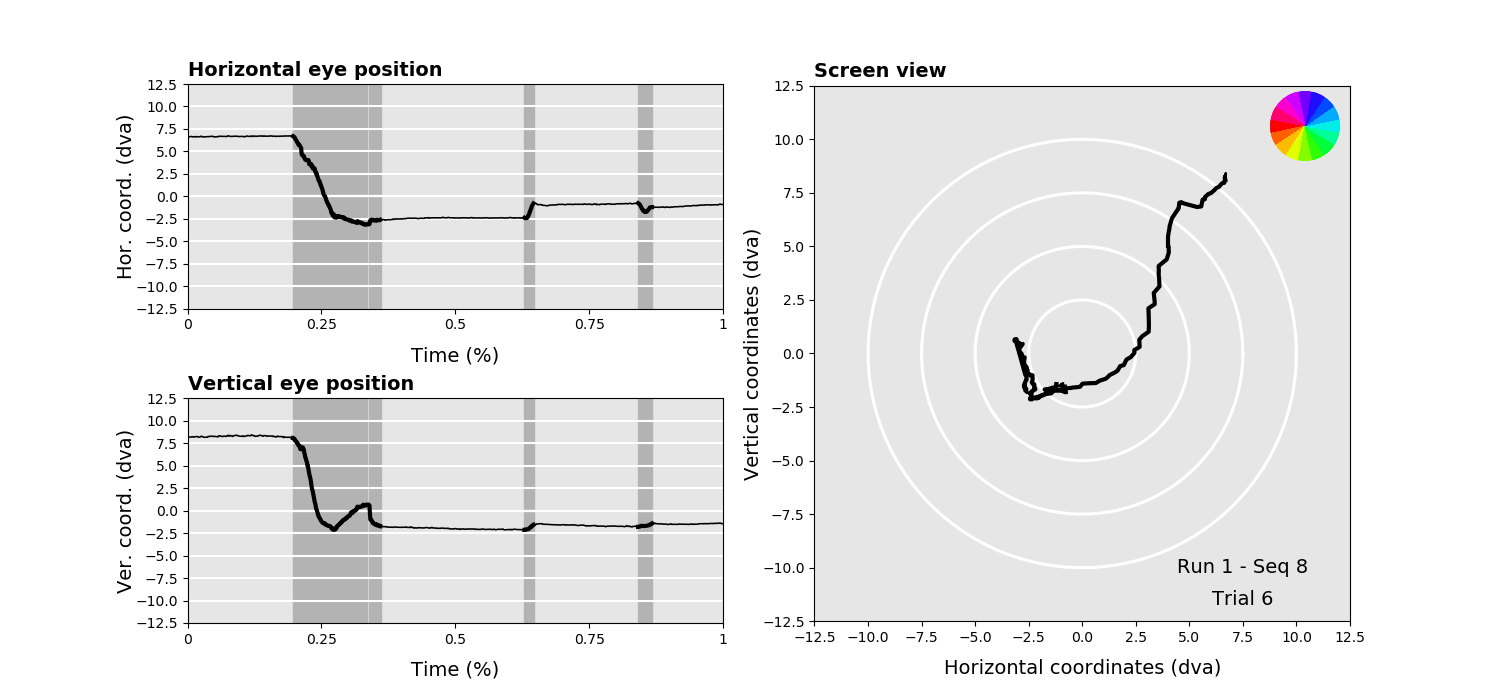 Horizontal eye position
12.5
10.0
7.5
5.0
2.5
0.0
−2.5
−5.0
−7.5
−10.0
−12.5
Hor. coord. (dva)
0 0.25 0.5 0.75 1
Time (%)
Vertical eye position
12.5
10.0
7.5
5.0
2.5
0.0
−2.5
−5.0
−7.5
−10.0
−12.5
Ver. coord. (dva)
0 0.25 0.5 0.75 1
Time (%)
Screen view
12.5
10.0
7.5
5.0
2.5
0.0
−2.5
−5.0
−7.5
−10.0
−12.5
Vertical coordinates (dva)
Run 1 - Seq 8
Trial 6
−12.5 −10.0 −7.5 −5.0 −2.5 0.0 2.5 5.0 7.5 10.0 12.5
Horizontal coordinates (dva)